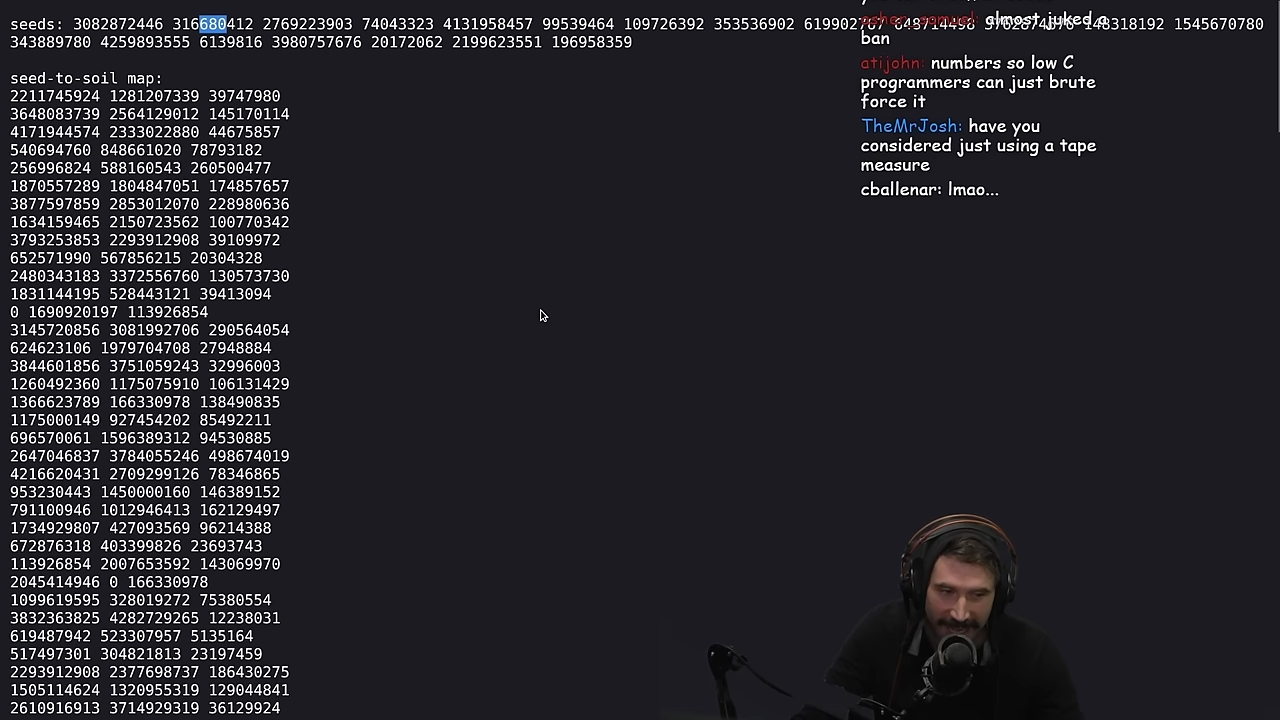 seeds: 3082872446 316680412 2769223903 74043323 4131958457 99539464 109726392 353536902 1545670780
343889780 4259893555 6139816 3980757676 20172062 2199623551 196958359
seed-to-soil map:
2211745924 1281207339 39747980
3648083739 2564129012 145170114
4171944574 2333022880 44675857
540694760 848661020 78793182
256996824 588160543 260500477
1870557289 1804847051 174857657
3877597859 2853012070 228980636
1634159465 2150723562 100770342
3793253853 2293912908 39109972
652571990 567856215 20304328
2480343183 3372556760 130573730
1831144195 528443121 39413094
0 1690920197 113926854
3145720856 3081992706 290564054
624623106 1979704708 27948884
3844601856 3751059243 32996003
1260492360 1175075910 106131429
1366623789 166330978 138490835
1175000149 927454202 85492211
696570061 1596389312 94530885
2647046837 3784055246 498674019
4216620431 2709299126 78346865
953230443 1450000160 146389152
791100946 1012946413 162129497
1734929807 427093569 96214388
672876318 403399826 23693743
113926854 2007653592 143069970
2045414946 0 166330978
1099619595 328019272 75380554
3832363825 4282729265 12238031
619487942 523307957 5135164
517497301 304821813 23197459
2293912908 2377698737 186430275
1505114624 1320955319 129044841
2610916913 3714929319 36129924
almost juked a
ban
atijohn: numbers so low C
programmers can just brute
force it
TheMrJosh: have you
considered just using a tape
measure
cballenar: lmao...